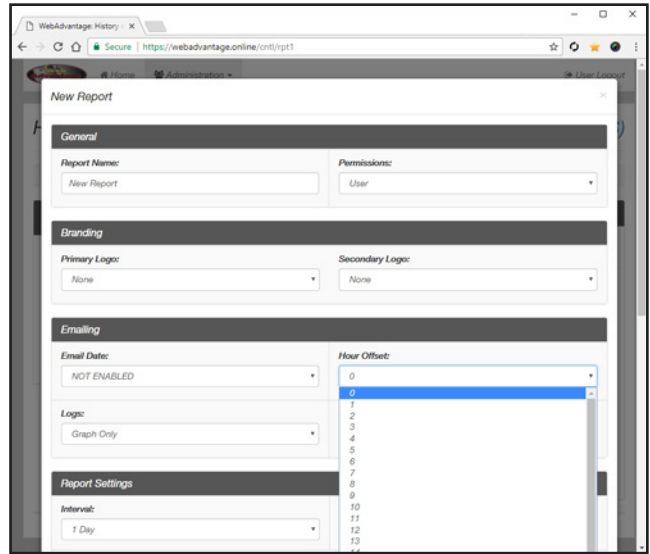 WebAdvantage: History /
Secure | https://webadvantage.online/cntl/rpt1
Home Administration User Logout
New Report
General
Report Name: Permissions:
New Report User
Branding
Primary Logo: Secondary Logo:
None None
Emailing
Email Date: Hour Offset:
NOT ENABLED 0
0
1
Logs: 2
Graph Only 3
4
5
6
7
Report Settings 8
9
Interval: 10
11
1 Day 12
13
14